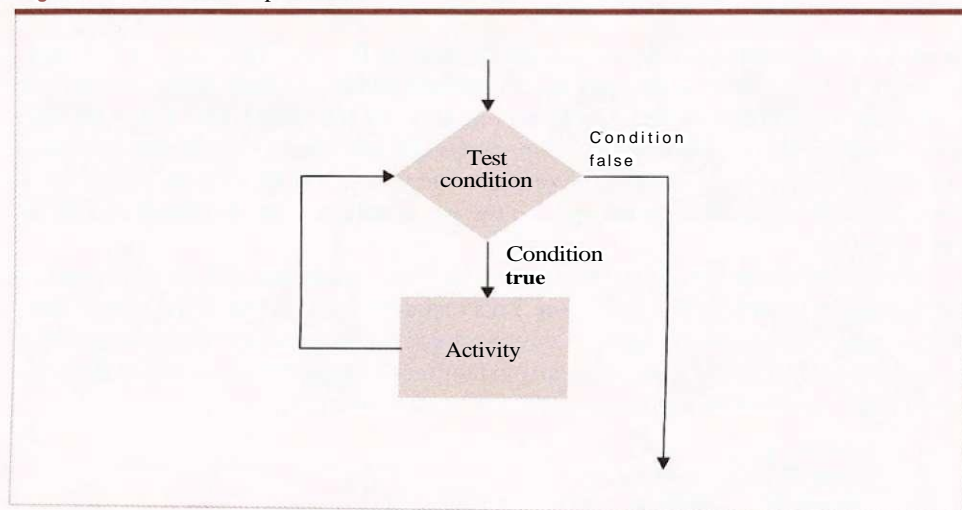 Test
condition
Condition
false
Condition
true
Activity